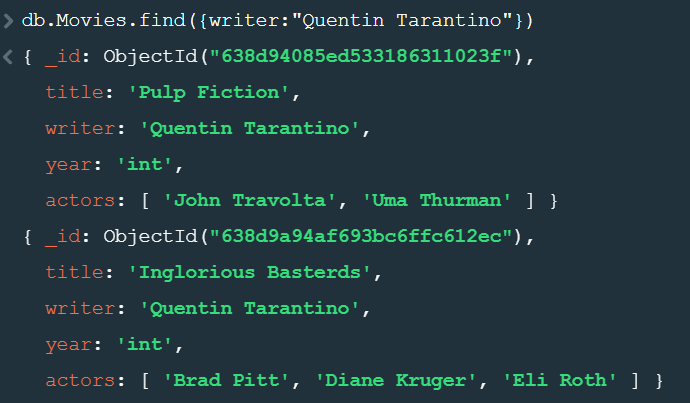 db.Movies.find({writer:"Quentin Tarantino"})
{ _id: ObjectId("638d94085ed533186311023f"),
title: 'Pulp Fiction',
writer: 'Quentin Tarantino',
year: 'int',
actors: [ 'John Travolta', 'Uma Thurman' ] }
{ _id: ObjectId("638d9a94af693bc6ffc612ec"),
title: 'Inglorious Basterds',
writer: 'Quentin Tarantino',
year: 'int',
actors: [ 'Brad Pitt', 'Diane Kruger', 'Eli Roth' ] }